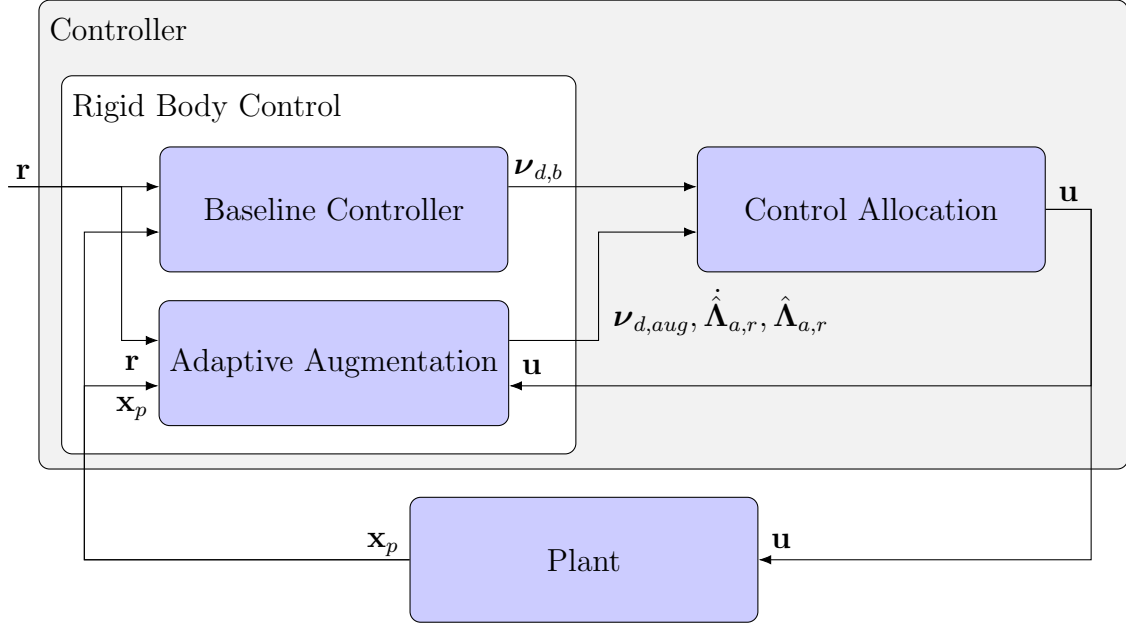 Controller
Rigid Body Control
r
Baseline Controller
𝝂_{d,b}
Control Allocation
u
𝝂_{d,aug}, \dot{\hat{𝚲}}_{a,r}, \hat{𝚲}_{a,r}
r
Adaptive Augmentation
u
x_p
x_p
Plant
u